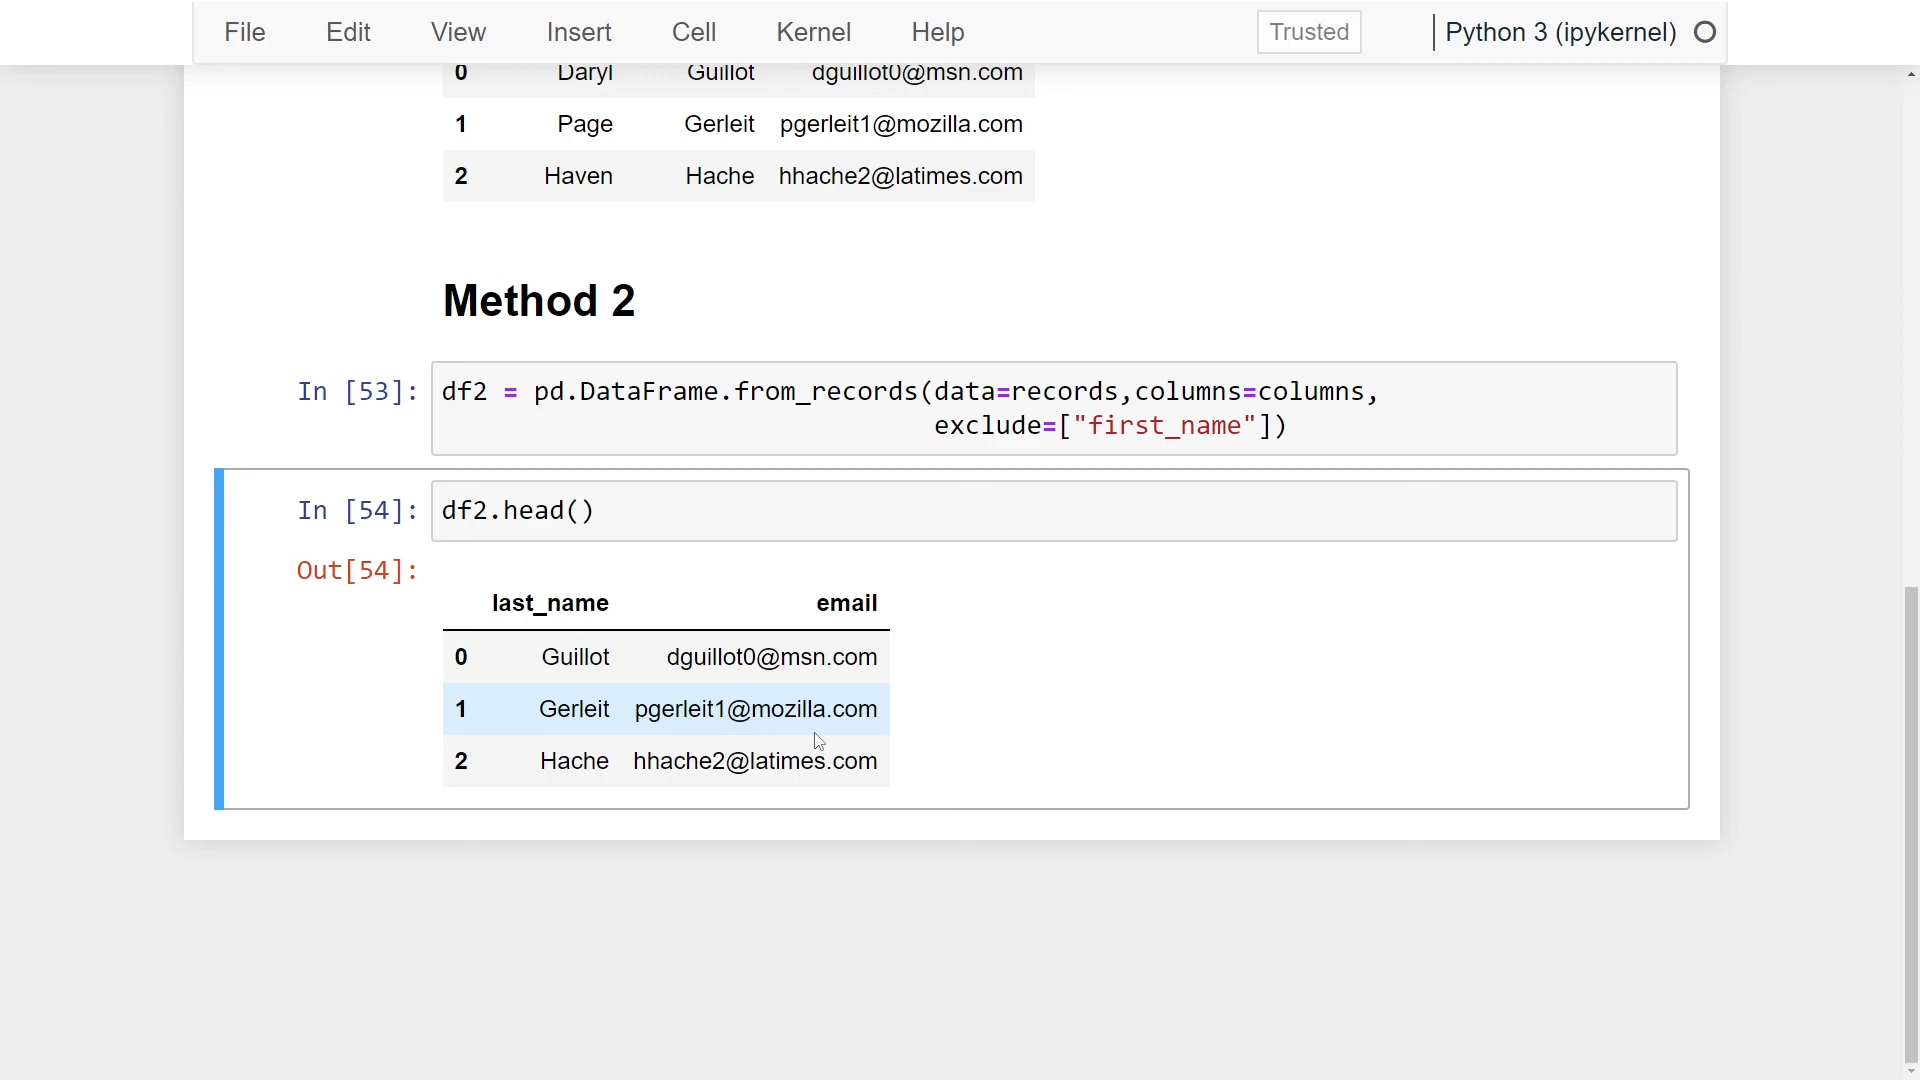 File Edit View Insert Cell Kernel Help Trusted Python 3 (ipykernel)
0 Daryl Guillot dguillot0@msn.com
1 Page Gerleit pgerleit1@mozilla.com
2 Haven Hache hhache2@latimes.com
Method 2
In [53]: df2 = pd.DataFrame.from_records(data=records,columns=columns,
exclude=["first_name"])
In [54]: df2.head()
Out[54]:
last_name email
0 Guillot dguillot0@msn.com
1 Gerleit pgerleit1@mozilla.com
2 Hache hhache2@latimes.com